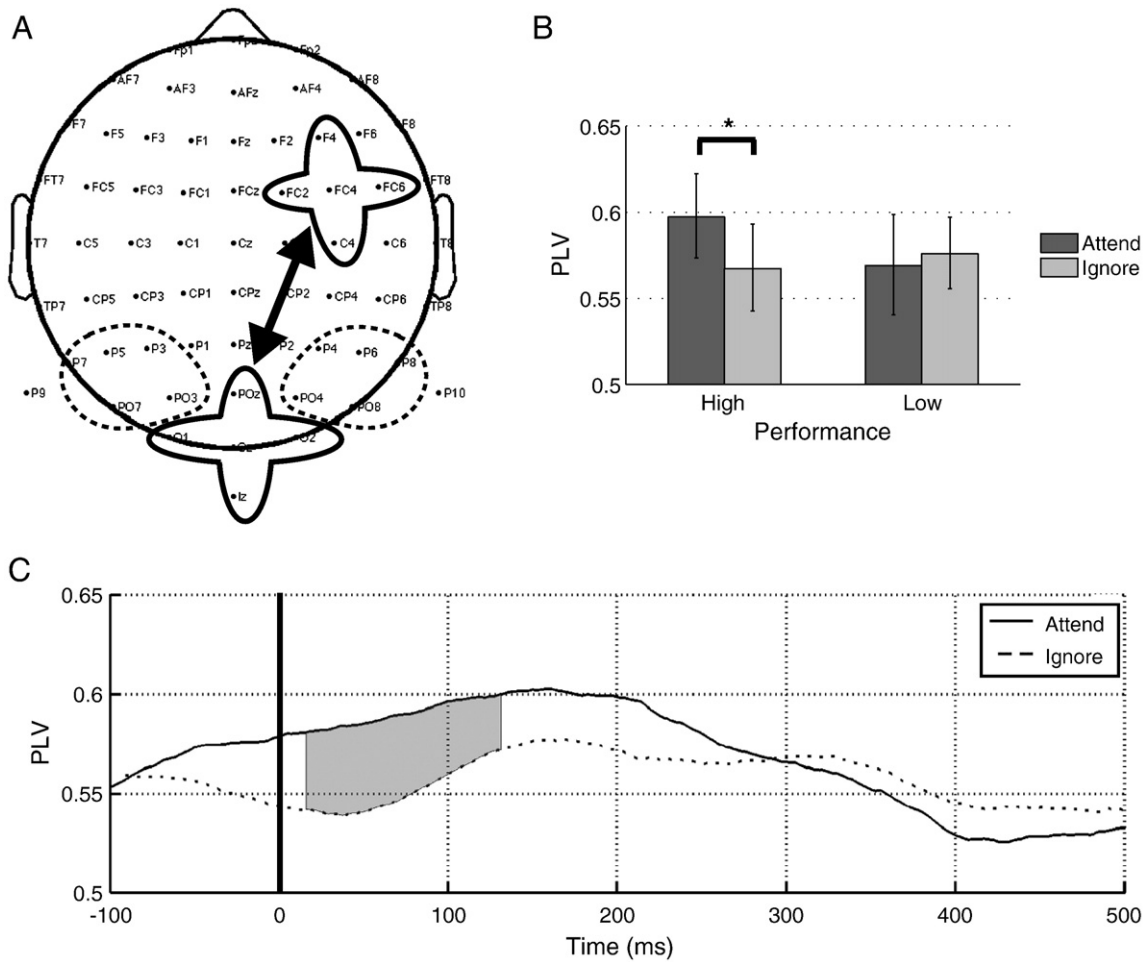 A
Fp1 Fpz Fp2
AF7 AF3 AFz AF4 AF8
F7 F5 F3 F1 Fz F2 F4 F6 F8
FT7 FC5 FC3 FC1 FCz FC2 FC4 FC6 FT8
T7 C5 C3 C1 Cz C4 C6 T8
TP7 CP5 CP3 CP1 CPz CP2 CP4 CP6 TP8
P7 P5 P3 P1 Pz P2 P4 P6 P8
P9 PO7 PO3 POz PO4 PO8 P10
O1 Oz O2
Iz
B
*
0.65
0.6
0.55
0.5
PLV
High Low
Performance
Attend
Ignore
C
0.65
0.6
0.55
0.5
PLV
Attend
Ignore
-100 0 100 200 300 400 500
Time (ms)